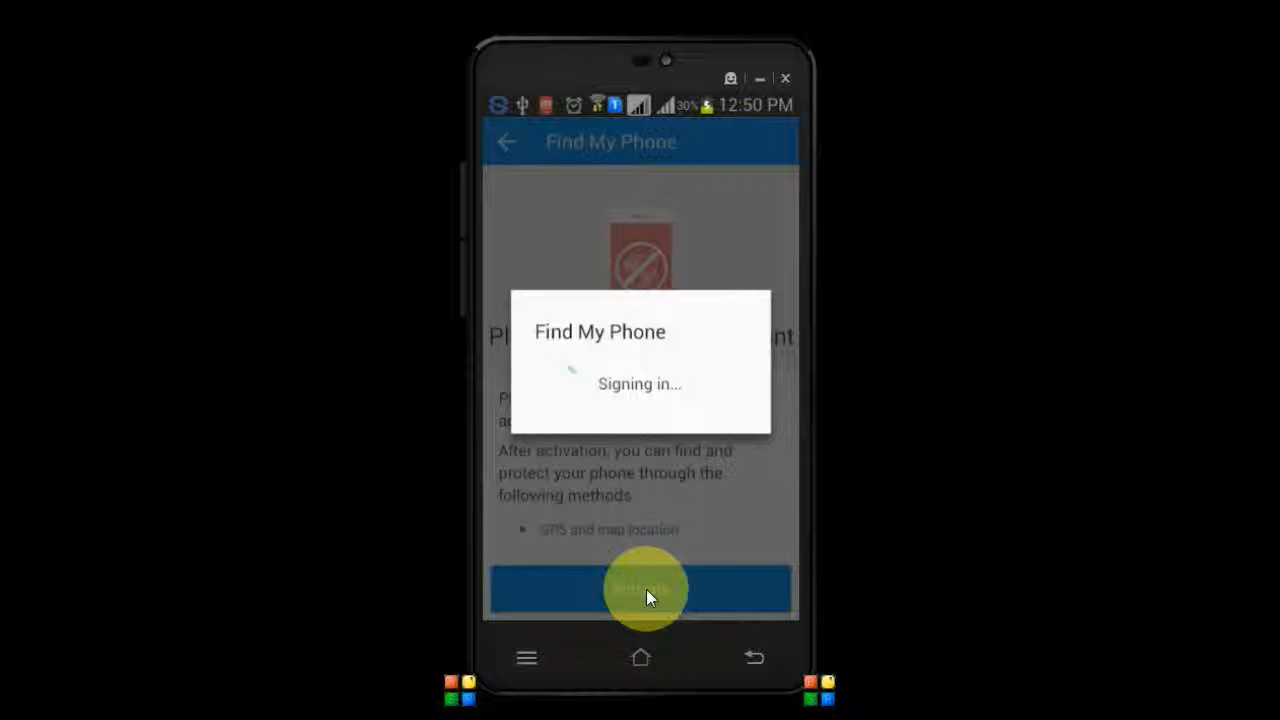 30% 12:50 PM
Find My Phone
Find My Phone
Signing in...
After activation, you can find and
protect your phone through the
following methods
• GPS and map location